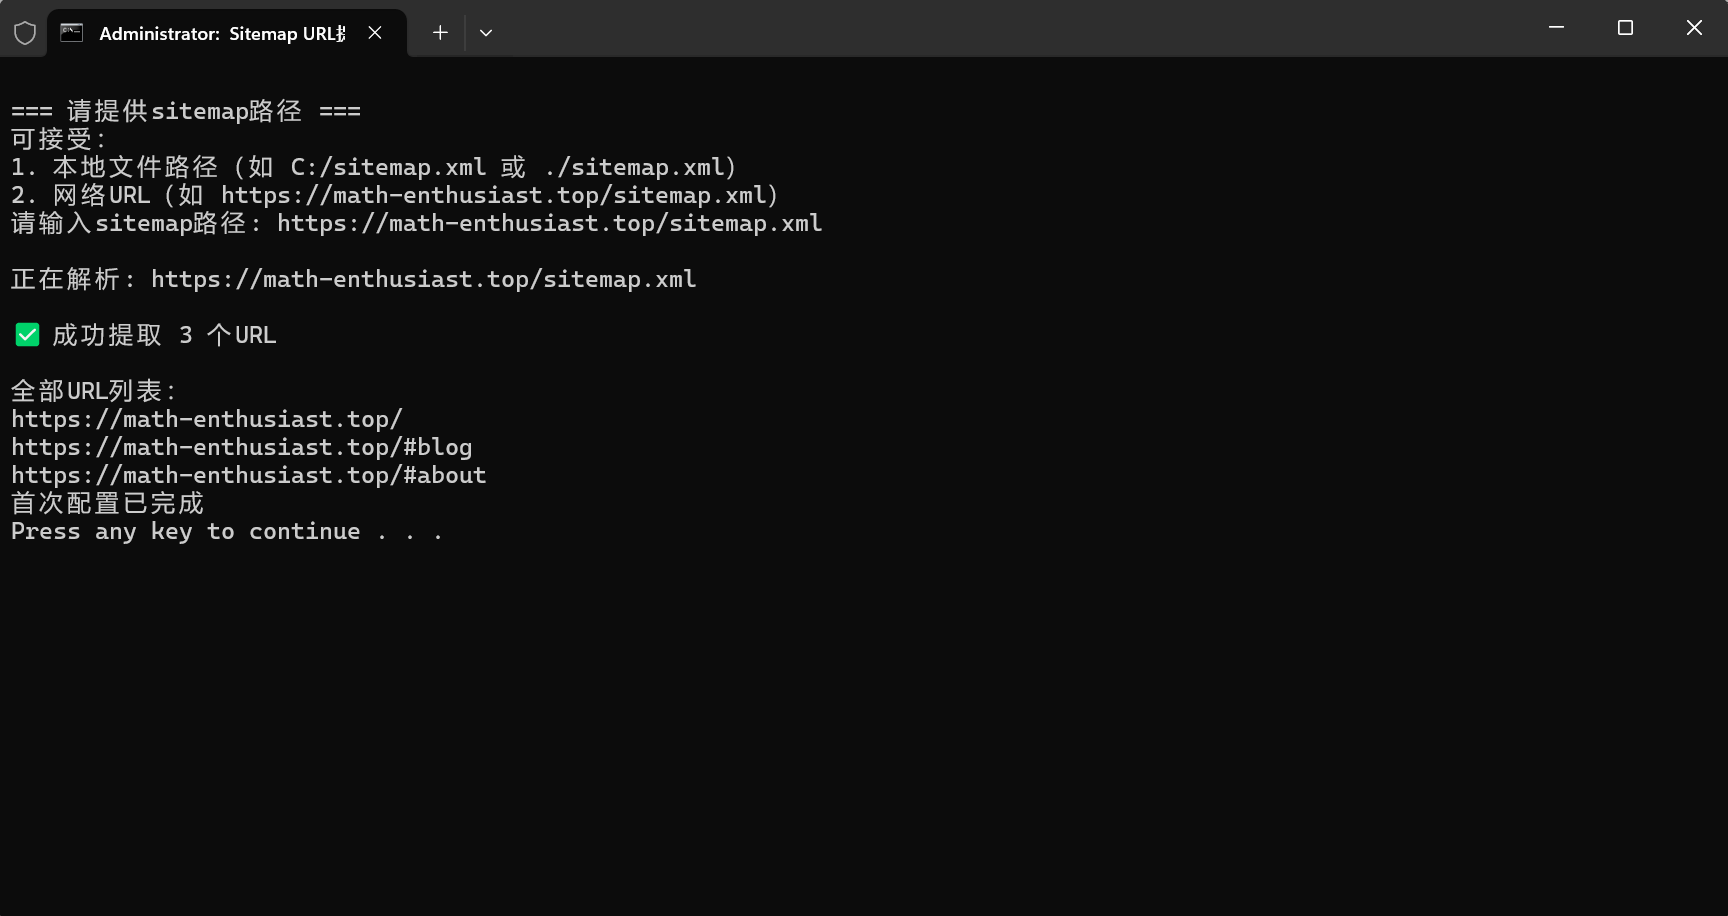 Administrator: Sitemap URL
=== 请提供sitemap路径 ===
可接受：
1. 本地文件路径（如 C:/sitemap.xml 或 ./sitemap.xml）
2. 网络URL（如 https://math-enthusiast.top/sitemap.xml）
请输入sitemap路径: https://math-enthusiast.top/sitemap.xml
正在解析: https://math-enthusiast.top/sitemap.xml
✅ 成功提取 3 个URL
全部URL列表:
https://math-enthusiast.top/
https://math-enthusiast.top/#blog
https://math-enthusiast.top/#about
首次配置已完成
Press any key to continue . . .